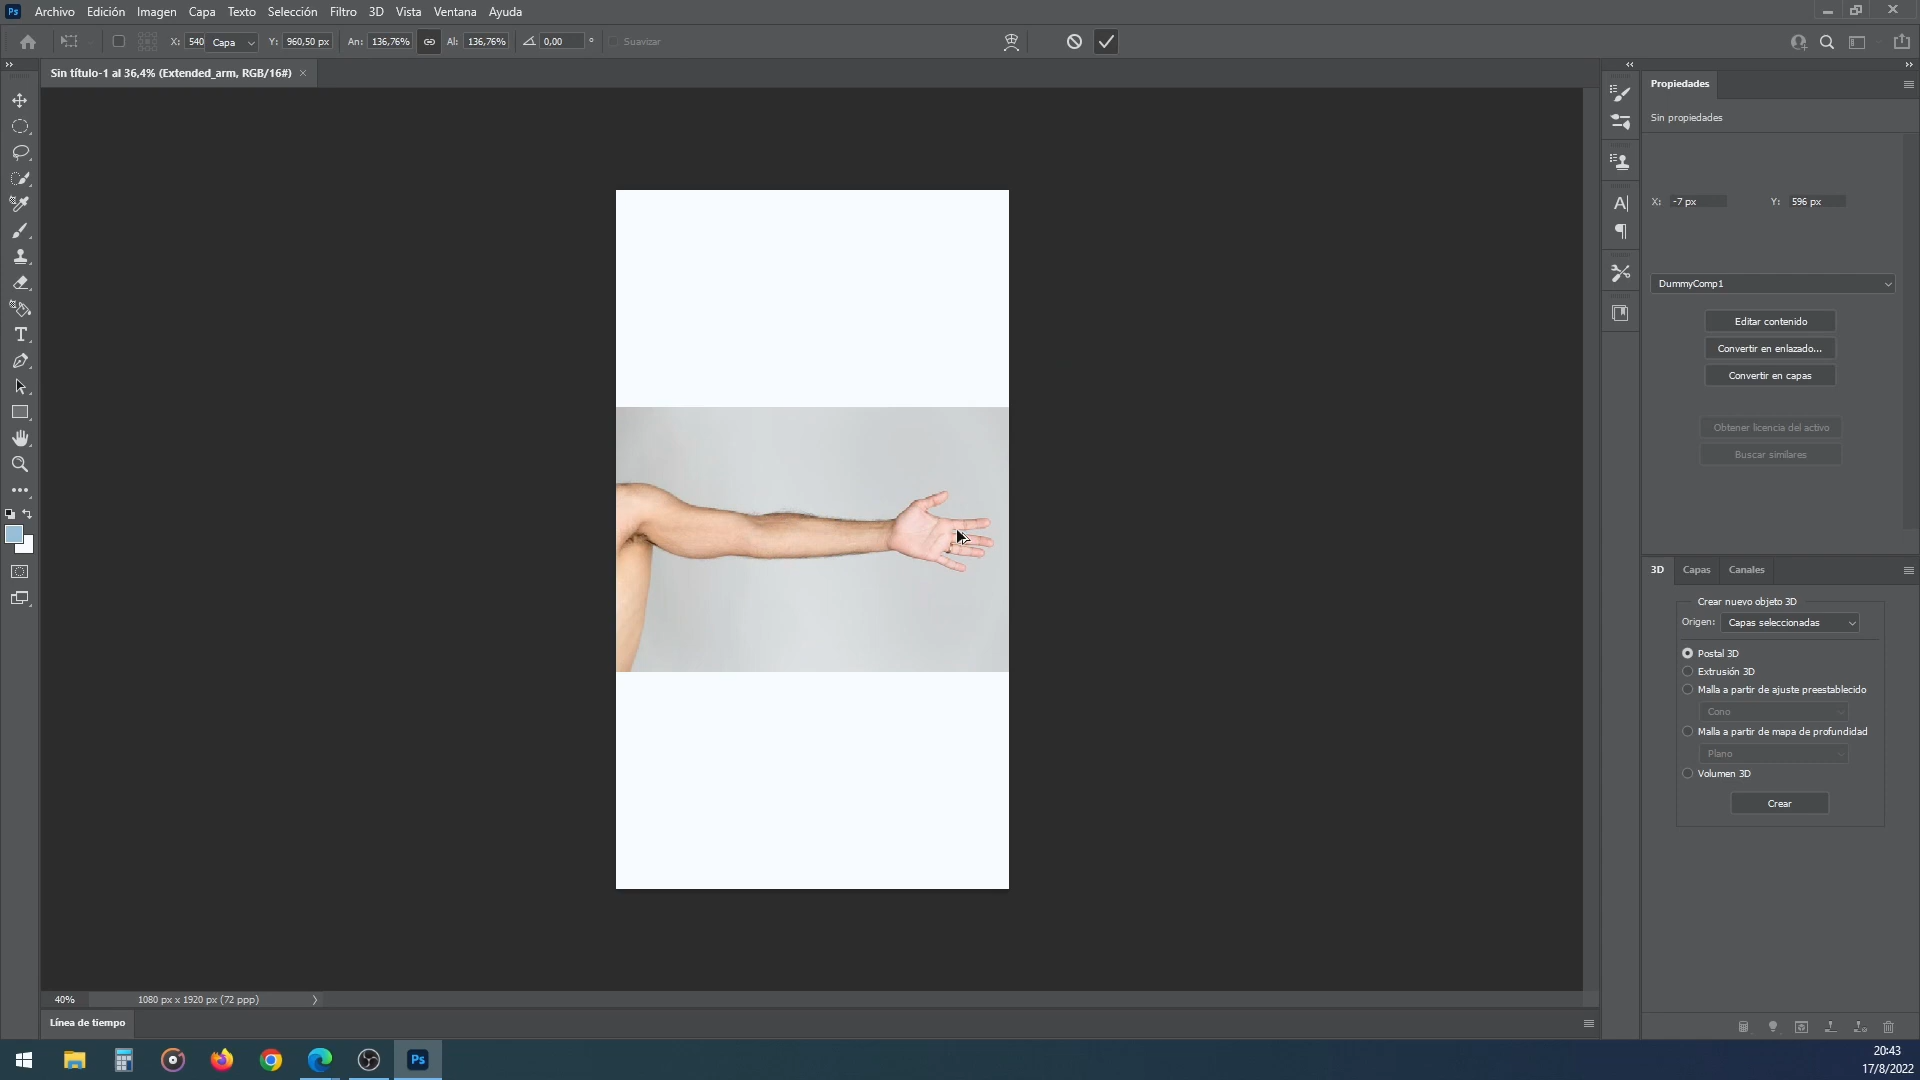 Ps Archivo Edición Imagen Capa Texto Selección Filtro 3D Vista Ventana Ayuda
X: 540 Capa Y: 960,50 px An: 136,76% Al: 136,76% 0,00 ° Suavizar
Sin título-1 al 36,4% (Extended_arm, RGB/16#) ×
Propiedades
Sin propiedades
X: -7 px Y: 596 px
DummyComp1
Editar contenido
Convertir en enlazado...
Convertir en capas
Obtener licencia del activo
Buscar similares
3D Capas Canales
Crear nuevo objeto 3D
Origen: Capas seleccionadas
Postal 3D
Extrusión 3D
Malla a partir de ajuste preestablecido
Cono
Malla a partir de mapa de profundidad
Plano
Volumen 3D
Crear
40% 1080 px x 1920 px (72 ppp)
Línea de tiempo
Ps
20:43
17/8/2022